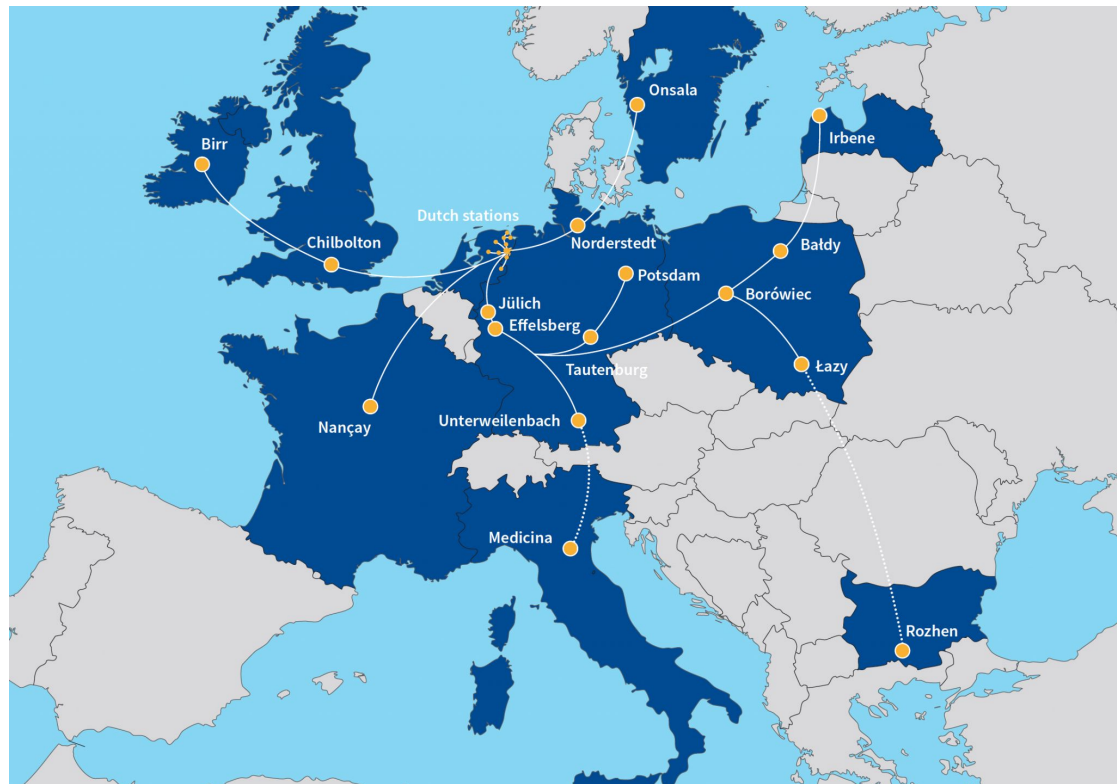 Onsala
Irbene
Birr
Dutch stations
Norderstedt
Chilbolton
Bałdy
Potsdam
Borówiec
Jülich
Effelsberg
Tautenburg
Łazy
Nançay
Unterweilenbach
Medicina
Rozhen